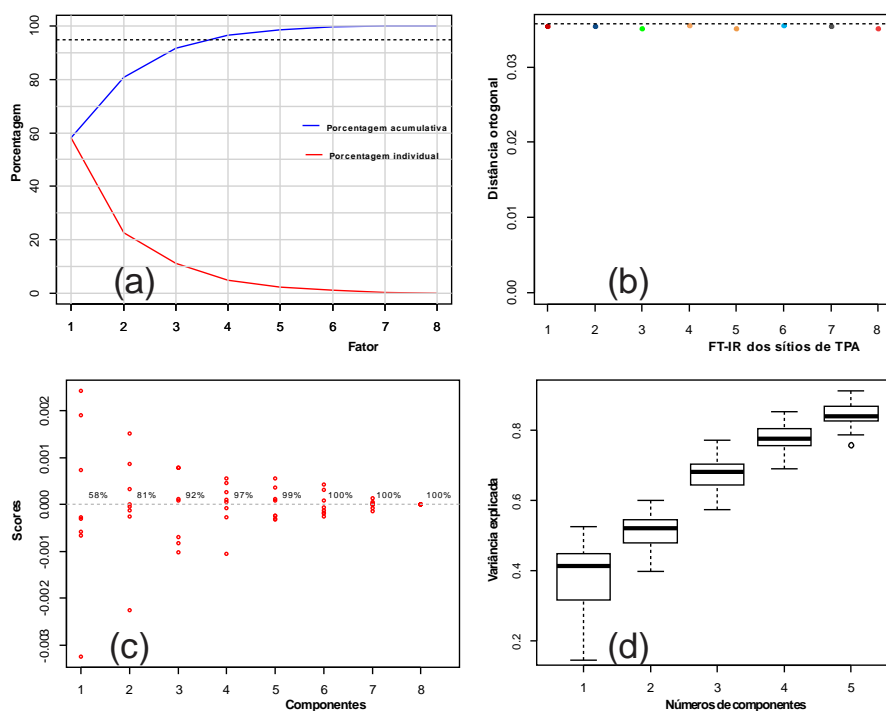 Porcentagem
100
80
60
40
20
0
Porcentagem acumulativa
Porcentagem individual
(a)
1 2 3 4 5 6 7 8
Fator
Distância ortogonal
0.03
0.02
0.01
0.00
(b)
1 2 3 4 5 6 7 8
FT-IR dos sítios de TPA
Scores
0.002
0.001
0.000
-0.001
-0.002
-0.003
58% 81% 92% 97% 99% 100% 100% 100%
(c)
1 2 3 4 5 6 7 8
Componentes
Variância explicada
0.8
0.6
0.4
0.2
(d)
1 2 3 4 5
Números de componentes